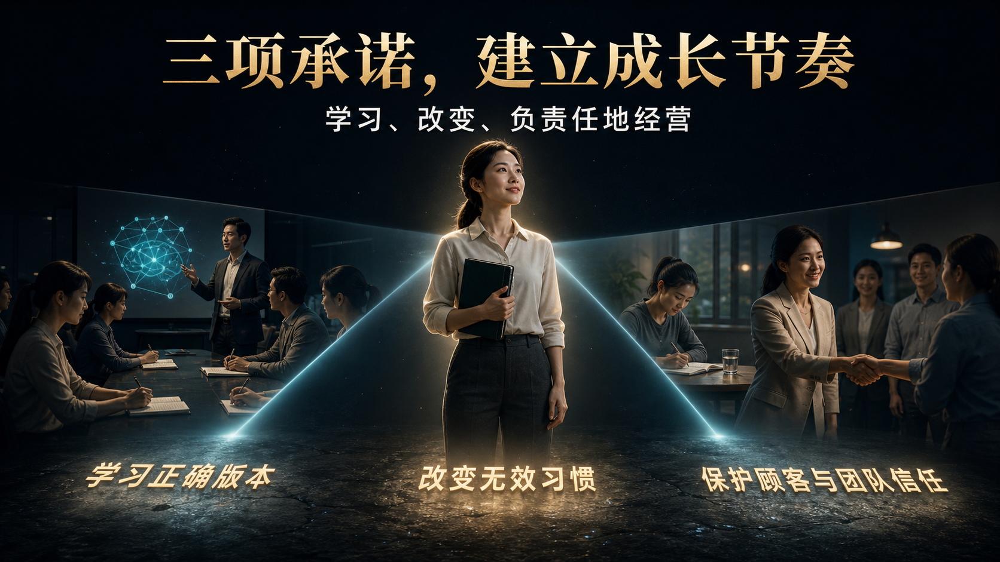 三项承诺，建立成长节奏
学习、改变、负责任地经营
学习正确版本
改变无效习惯
保护顾客与团队信任